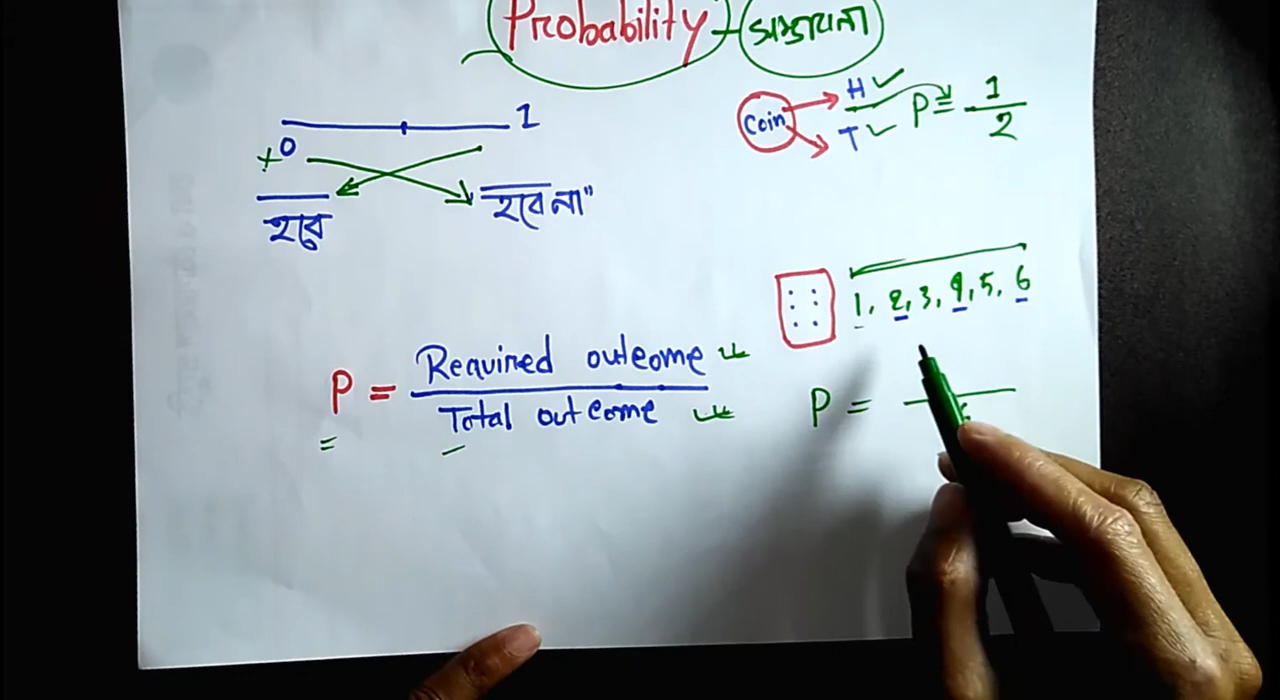 Probability - সম্ভাবনা
0 1
হবে হবে না"
Coin H T P = 1/2
1, 2, 3, 4, 5, 6
P = Required outcome
Total outcome
P =